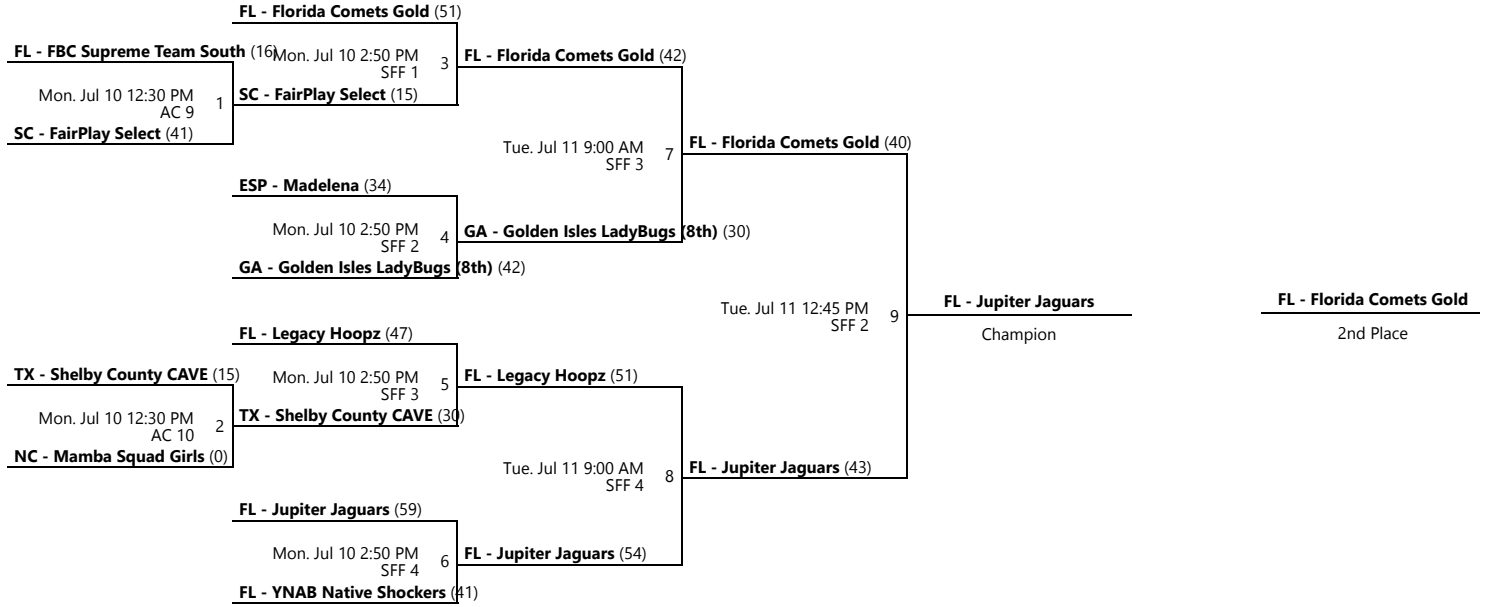 FL - Florida Comets Gold (51)
FL - FBC Supreme Team South (16)
Mon. Jul 10 2:50 PM
SFF 1
3
FL - Florida Comets Gold (42)
Mon. Jul 10 12:30 PM
AC 9
1
SC - FairPlay Select (15)
SC - FairPlay Select (41)
Tue. Jul 11 9:00 AM
SFF 3
7
FL - Florida Comets Gold (40)
ESP - Madelena (34)
Mon. Jul 10 2:50 PM
SFF 2
4
GA - Golden Isles LadyBugs (8th) (30)
GA - Golden Isles LadyBugs (8th) (42)
Tue. Jul 11 12:45 PM
SFF 2
9
FL - Jupiter Jaguars
Champion
FL - Florida Comets Gold
2nd Place
FL - Legacy Hoopz (47)
TX - Shelby County CAVE (15)
Mon. Jul 10 2:50 PM
SFF 3
5
FL - Legacy Hoopz (51)
Mon. Jul 10 12:30 PM
AC 10
2
TX - Shelby County CAVE (30)
NC - Mamba Squad Girls (0)
Tue. Jul 11 9:00 AM
SFF 4
8
FL - Jupiter Jaguars (43)
FL - Jupiter Jaguars (59)
Mon. Jul 10 2:50 PM
SFF 4
6
FL - Jupiter Jaguars (54)
FL - YNAB Native Shockers (41)